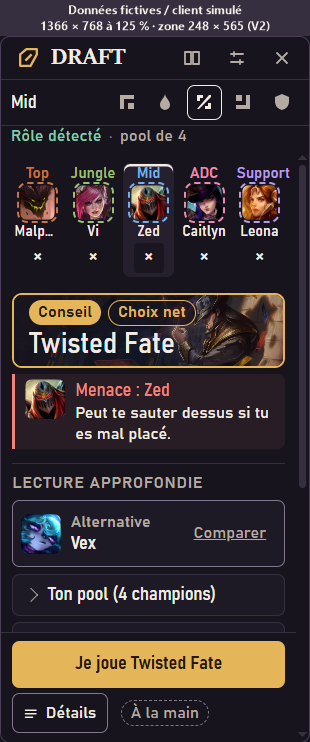 Données fictives / client simulé
1366 × 768 à 125 % · zone 248 × 565 (V2)
DRAFT
Mid
Rôle détecté · pool de 4
Top Jungle Mid ADC Support
Malp... Vi Zed Caitlyn Leona
× × × × ×
Conseil Choix net
Twisted Fate
Menace : Zed
Peut te sauter dessus si tu
es mal placé.
LECTURE APPROFONDIE
Alternative
Vex
Comparer
Ton pool (4 champions)
Je joue Twisted Fate
Détails
À la main